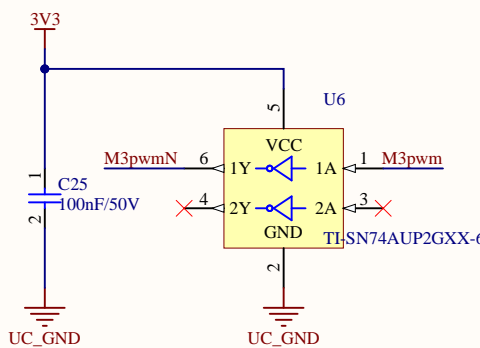 3V3
U6
5
VCC
M3pwmN 6 1Y 1A 1 M3pwm
1
C25
100nF/50V
2
4 2Y 2A 3
GND
TI-SN74AUP2GXX-6
2
UC_GND
UC_GND